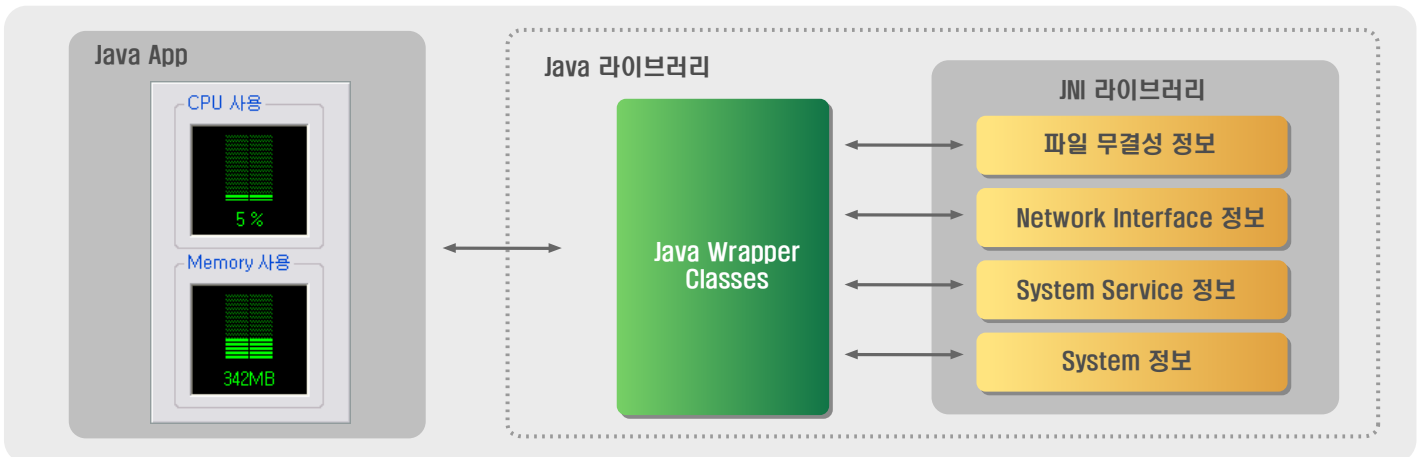 Java App
CPU 사용
5 %
Memory 사용
342MB
Java 라이브러리
Java Wrapper
Classes
JNI 라이브러리
파일 무결성 정보
Network Interface 정보
System Service 정보
System 정보